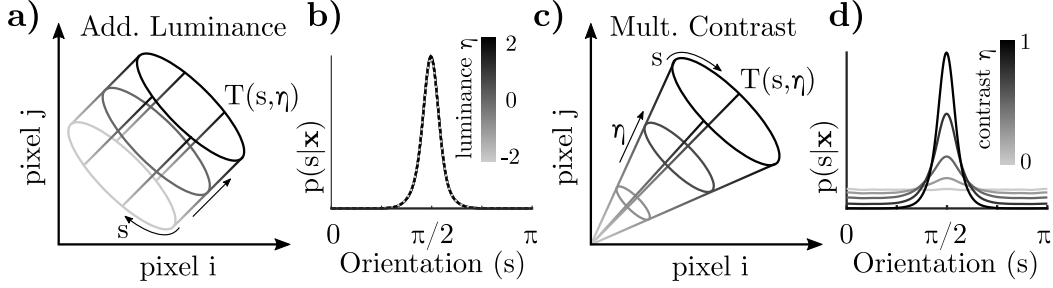 a)
Add. Luminance
T(s,η)
s
pixel j
pixel i
b)
luminance η
2
0
-2
p(s|x)
0
π/2
π
Orientation (s)
c)
Mult. Contrast
s
T(s,η)
η
pixel j
pixel i
d)
contrast η
1
0
p(s|x)
0
π/2
π
Orientation (s)